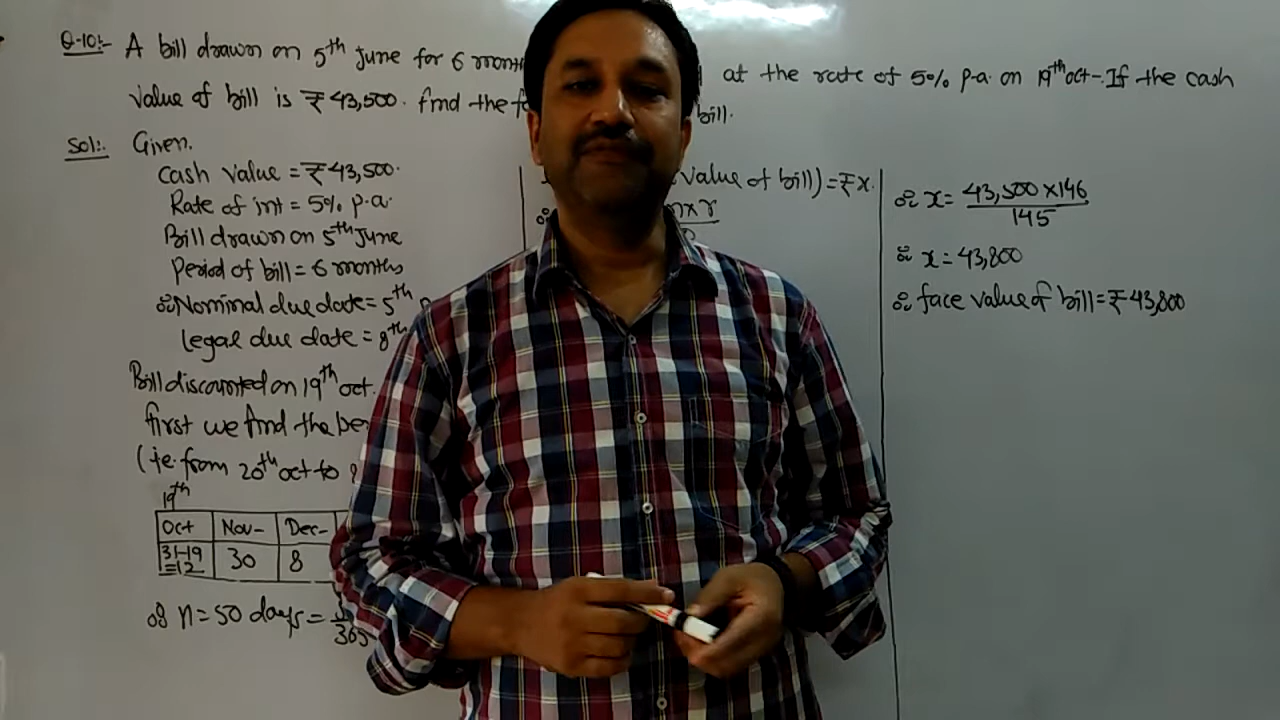 Q-10:- A bill drawn on 5th June for 6 month at the rate of 5% p.a. on 19th oct-. If the cash
value of bill is ₹ 43,500. find the f bill.
Sol:. Given.
Cash value = ₹ 43,500.
Rate of int = 5% p.a.
Bill drawn on 5th June
Period of bill = 6 months
∴ Nominal due date = 5th
Legal due date = 8th
Bill discounted on 19th oct.
first we find the pe
(ie. from 20th oct to 8
19th
Oct Nov- Dec-
31-19
=12 30 8
∴ n = 50 days =
365
value of bill) = ₹ x.
∴ n x r
∴ x = 43,500 x 146
145
∴ x = 43,800
∴ face value of bill = ₹ 43,800